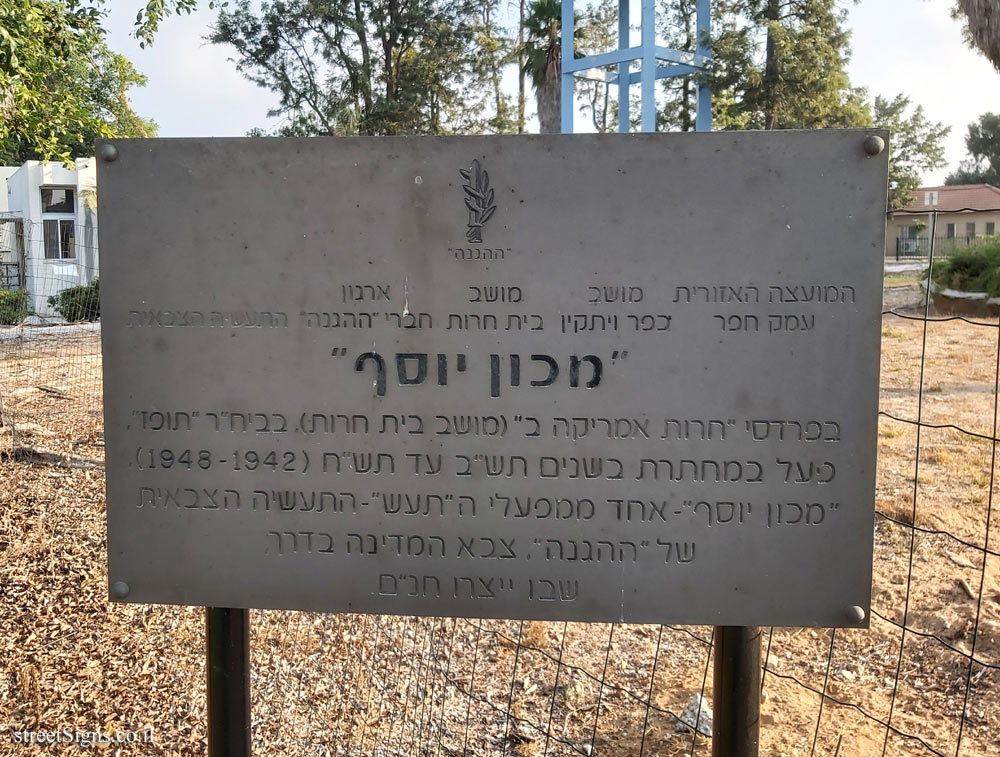 "ההגנה"
המועצה האזורית מושב מושב ארגון
עמק חפר כפר ויתקין בית חרות חברי "ההגנה" התעשיה הצבאית
"מכון יוסף"
בפרדסי "חרות אמריקה ב" (מושב בית חרות), בביח"ר "תופז",
פעל במחתרת בשנים תש"ב עד תש"ח (1942-1948),
"מכון יוסף"-אחד ממפעלי ה"תעש"-התעשיה הצבאית
של "ההגנה", צבא המדינה בדרך,
שבו ייצרו חנ"ם.
streetSigns.co.il